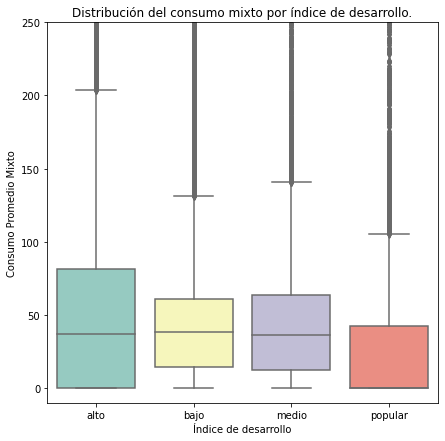 Distribución del consumo mixto por índice de desarrollo.
Consumo Promedio Mixto
250
200
150
100
50
0
alto bajo medio popular
Índice de desarrollo